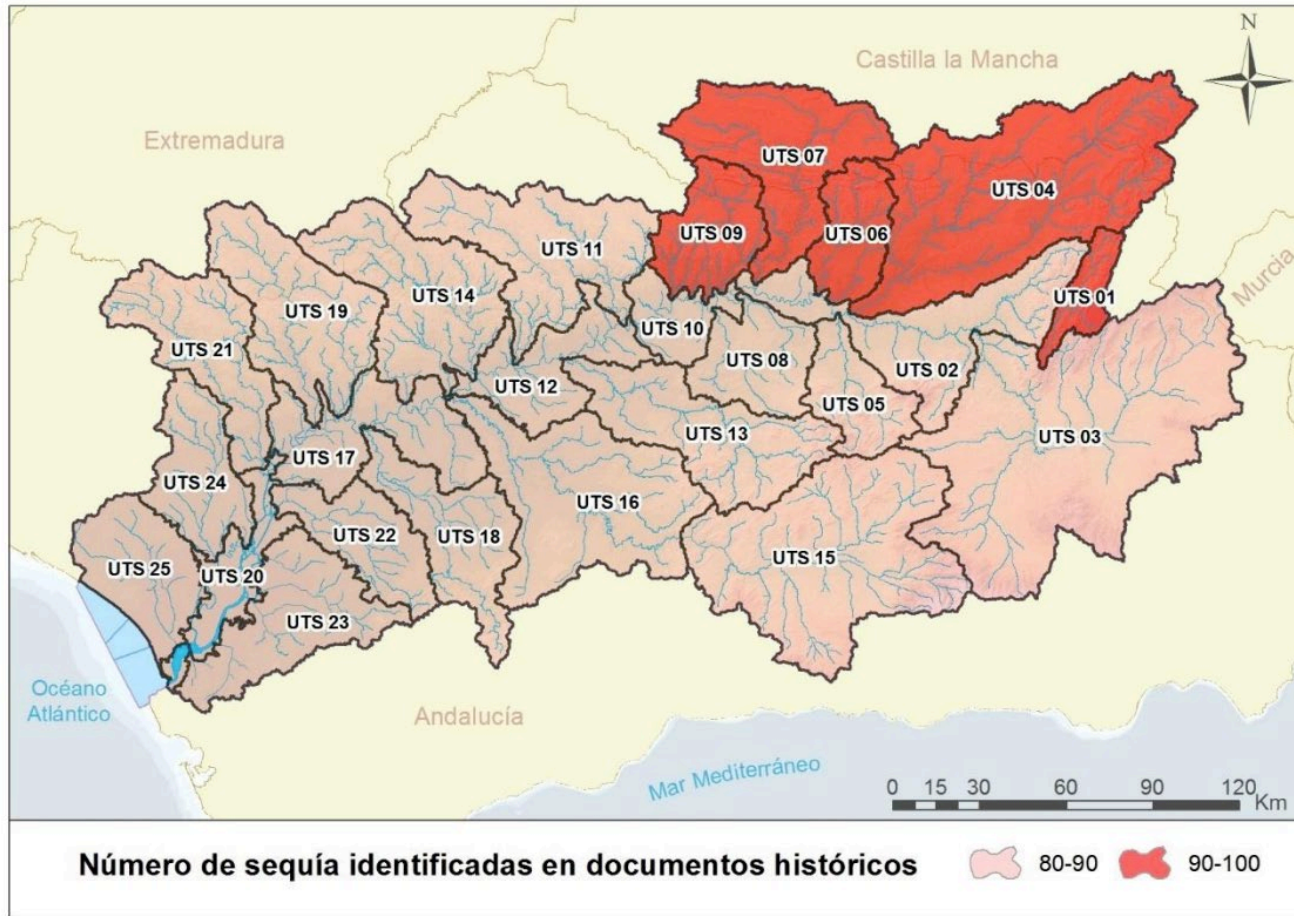 N
Castilla la Mancha
Extremadura
UTS 07
UTS 04
UTS 09
UTS 06
UTS 11
Murcia
UTS 01
UTS 14
UTS 19
UTS 10
UTS 21
UTS 08
UTS 02
UTS 12
UTS 05
UTS 13
UTS 03
UTS 17
UTS 24
UTS 16
UTS 22
UTS 18
UTS 15
UTS 25
UTS 20
UTS 23
Océano
Atlántico
Andalucía
Mar Mediterráneo
0 15 30 60 90 120
Km
Número de sequía identificadas en documentos históricos 80-90 90-100